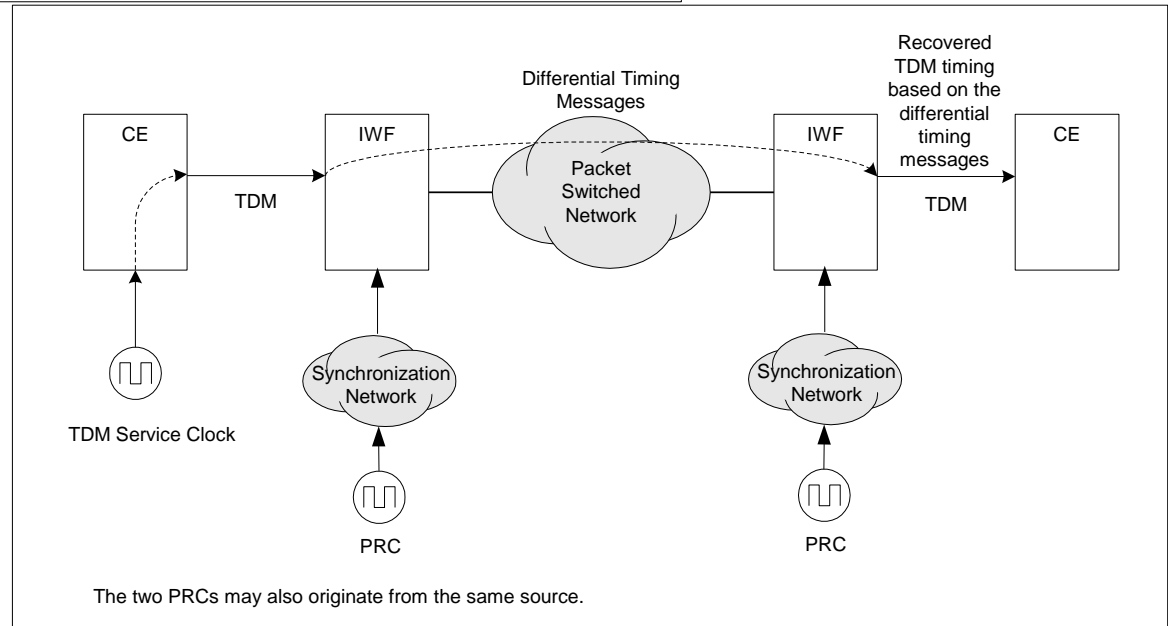 Recovered
TDM timing
based on the
differential
timing
messages
Differential Timing
Messages
CE
IWF
IWF
CE
Packet
Switched
Network
TDM
TDM
Synchronization
Network
Synchronization
Network
TDM Service Clock
PRC
PRC
The two PRCs may also originate from the same source.